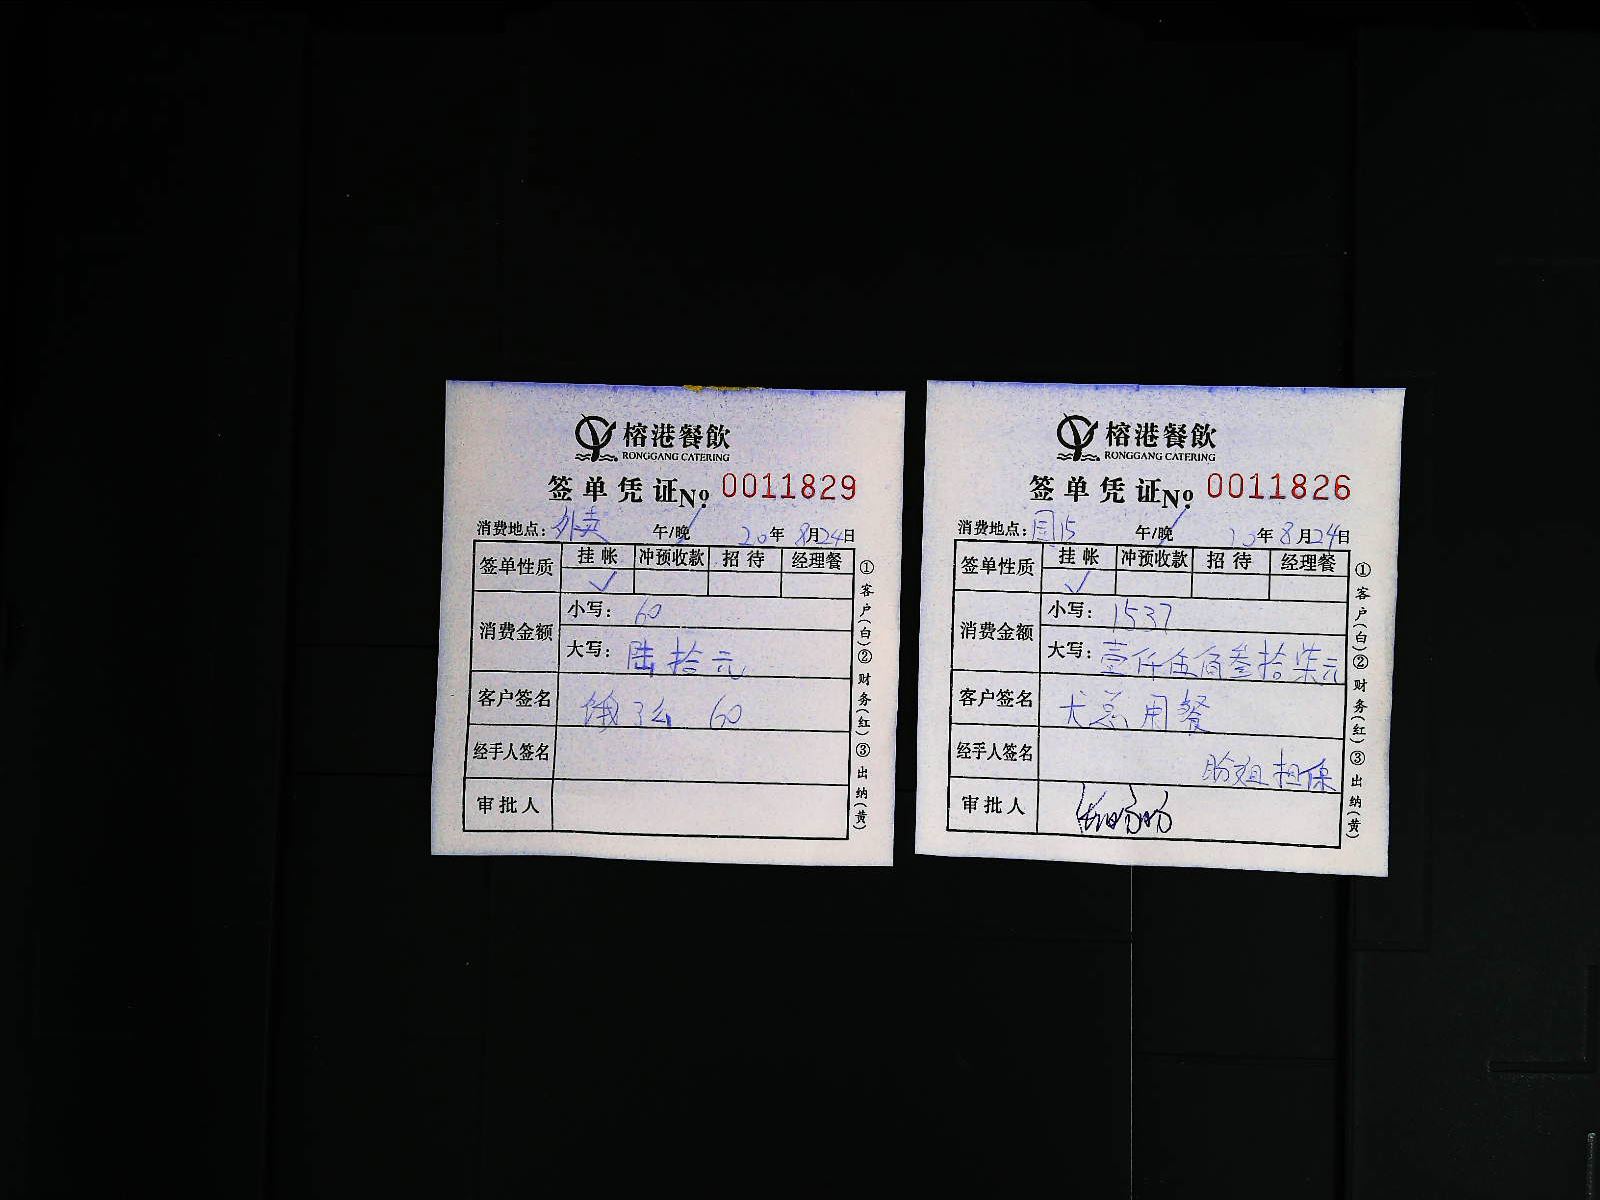 榕港餐飲
RONGGANG CATERING
签单凭证№ 0011829
消费地点：外卖 午/晚 20年8月24日
签单性质 挂帐 冲预收款 招待 经理餐
✓
消费金额 小写： 60
大写： 陆拾元
客户签名 饿了么 60
经手人签名
审批人
①客户(白)②财务(红)③出纳(黄)
榕港餐飲
RONGGANG CATERING
签单凭证№ 0011826
消费地点： 午/晚 20年8月24日
签单性质 挂帐 冲预收款 招待 经理餐
✓
消费金额 小写： 1537
大写： 壹仟伍佰叁拾柒元
客户签名 总用餐
经手人签名 担保
审批人
①客户(白)②财务(红)③出纳(黄)